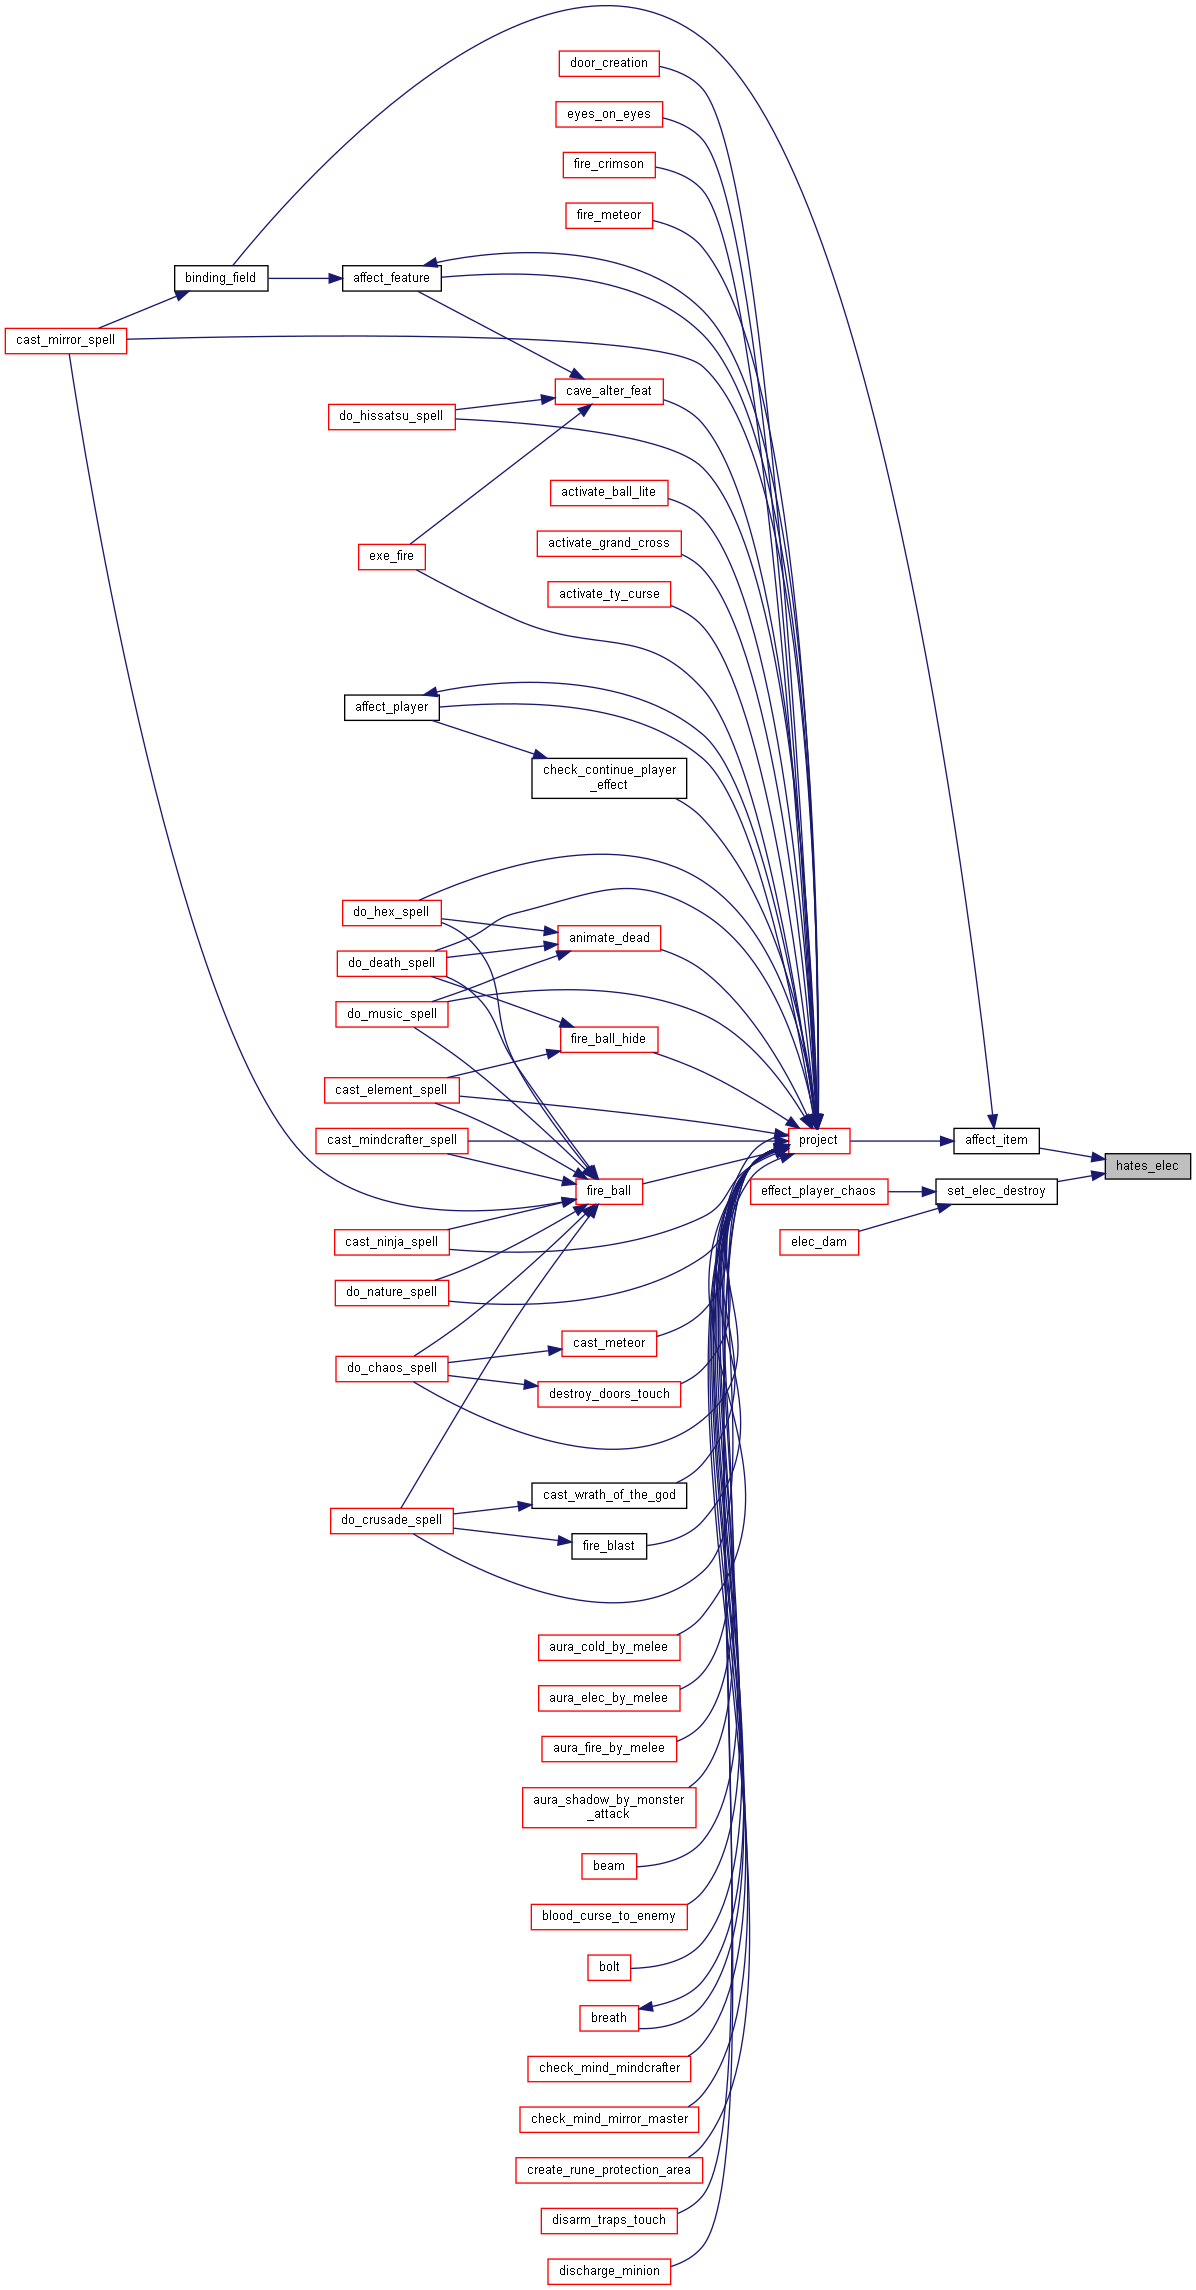 door_creation
eyes_on_eyes
fire_crimson
fire_meteor
binding_field
affect_feature
cast_mirror_spell
cave_alter_feat
do_hissatsu_spell
activate_ball_lite
activate_grand_cross
exe_fire
activate_ty_curse
affect_player
check_continue_player
_effect
do_hex_spell
animate_dead
do_death_spell
do_music_spell
fire_ball_hide
cast_element_spell
cast_mindcrafter_spell
project
affect_item
hates_elec
fire_ball
effect_player_chaos
set_elec_destroy
cast_ninja_spell
elec_dam
do_nature_spell
cast_meteor
do_chaos_spell
destroy_doors_touch
cast_wrath_of_the_god
do_crusade_spell
fire_blast
aura_cold_by_melee
aura_elec_by_melee
aura_fire_by_melee
aura_shadow_by_monster
_attack
beam
blood_curse_to_enemy
bolt
breath
check_mind_mindcrafter
check_mind_mirror_master
create_rune_protection_area
disarm_traps_touch
discharge_minion